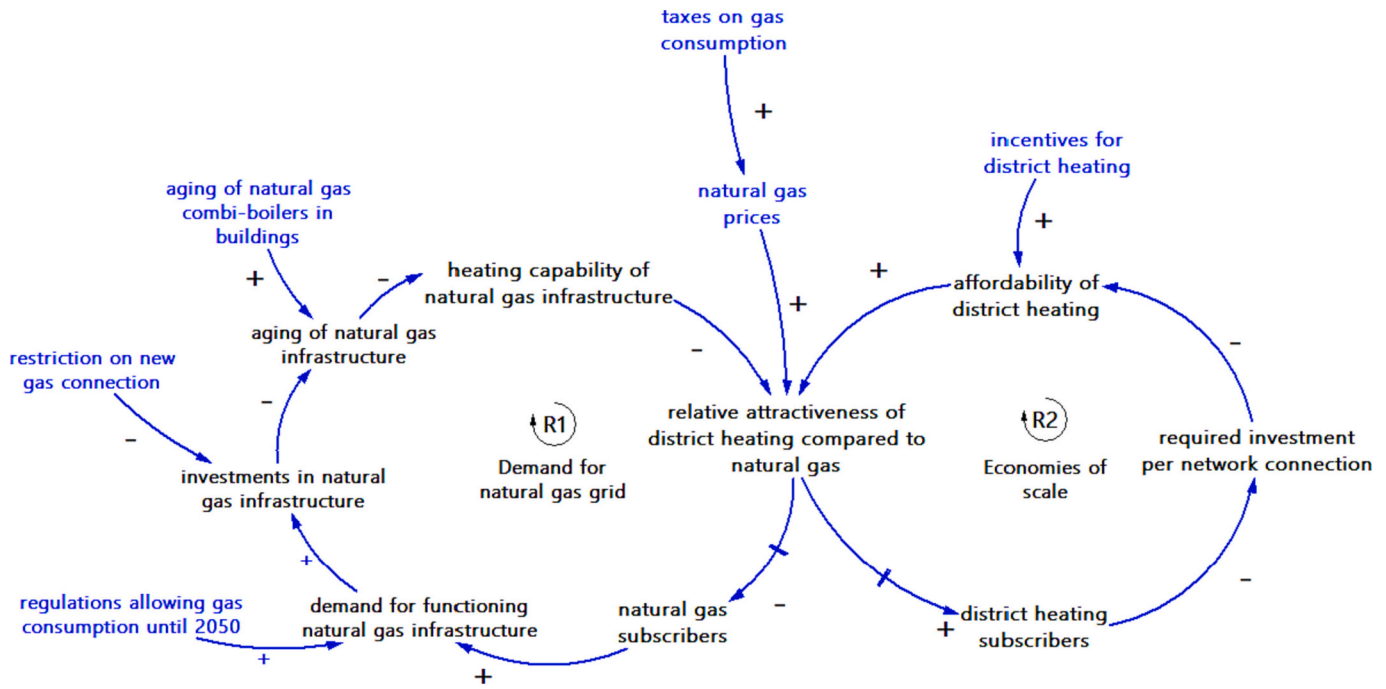 taxes on gas
consumption
+
incentives for
district heating
natural gas
prices
+
aging of natural gas
combi-boilers in
buildings
+
-
heating capability of
natural gas infrastructure
+
+
affordability of
district heating
aging of natural gas
infrastructure
-
-
restriction on new
gas connection
-
-
relative attractiveness of
district heating compared to
natural gas
R1
Demand for
natural gas grid
R2
Economies of
scale
required investment
per network connection
investments in natural
gas infrastructure
+
-
regulations allowing gas
consumption until 2050
+
demand for functioning
natural gas infrastructure
+
natural gas
subscribers
-
+
district heating
subscribers